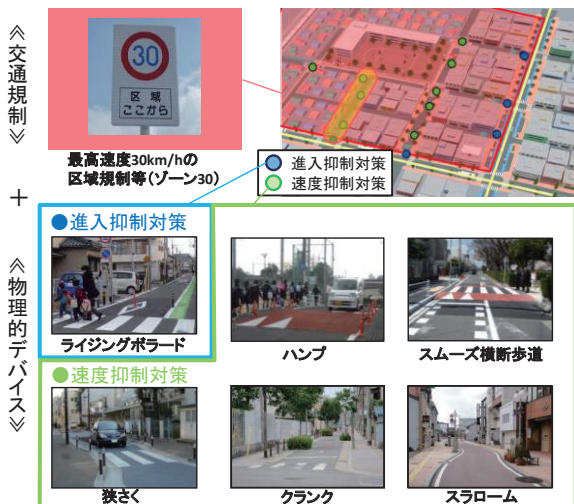 ≪交通規制≫
30
区域
ここから
最高速度30km/hの
区域規制等(ゾーン30)
進入抑制対策
速度抑制対策
＋
≪物理的デバイス≫
●進入抑制対策
ライジングボラード
ハンプ
スムーズ横断歩道
●速度抑制対策
狭さく
クランク
スラローム